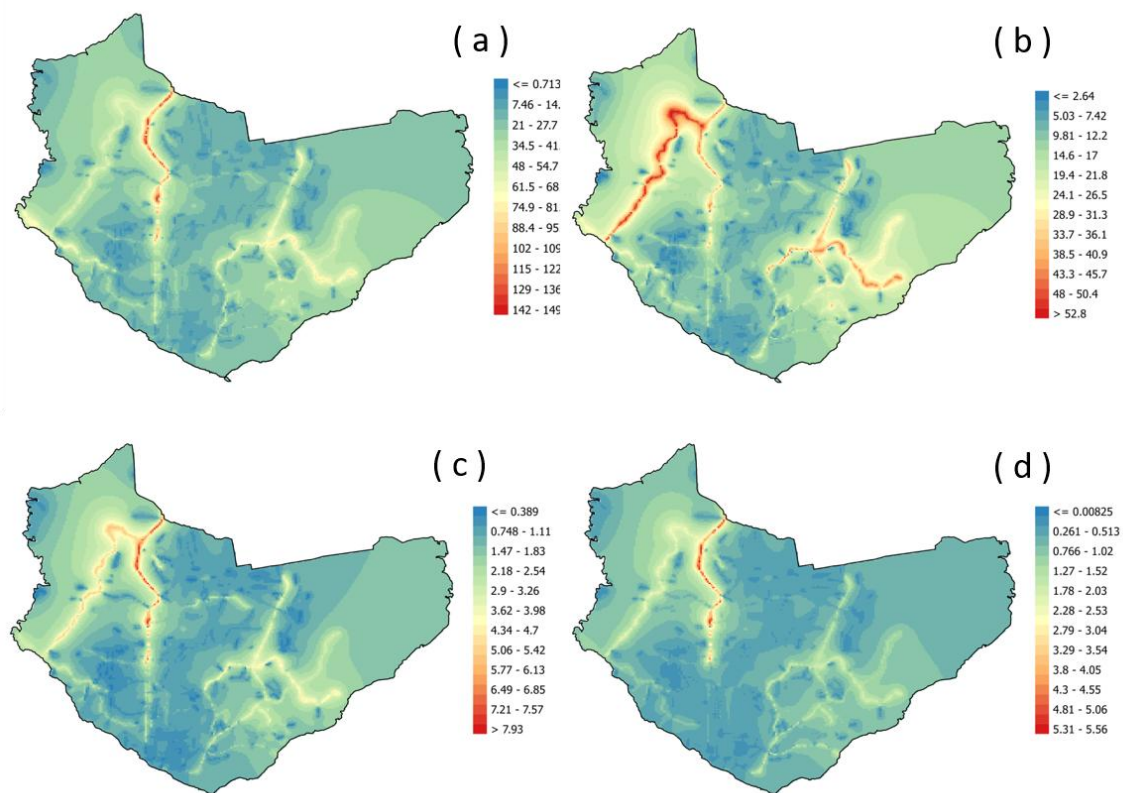 ( a )
<= 0.713
7.46 - 14.
21 - 27.7
34.5 - 41
48 - 54.7
61.5 - 68
74.9 - 81
88.4 - 95
102 - 109
115 - 122
129 - 136
142 - 149
( b )
<= 2.64
5.03 - 7.42
9.81 - 12.2
14.6 - 17
19.4 - 21.8
24.1 - 26.5
28.9 - 31.3
33.7 - 36.1
38.5 - 40.9
43.3 - 45.7
48 - 50.4
> 52.8
( c )
<= 0.389
0.748 - 1.11
1.47 - 1.83
2.18 - 2.54
2.9 - 3.26
3.62 - 3.98
4.34 - 4.7
5.06 - 5.42
5.77 - 6.13
6.49 - 6.85
7.21 - 7.57
> 7.93
( d )
<= 0.00825
0.261 - 0.513
0.766 - 1.02
1.27 - 1.52
1.78 - 2.03
2.28 - 2.53
2.79 - 3.04
3.29 - 3.54
3.8 - 4.05
4.3 - 4.55
4.81 - 5.06
5.31 - 5.56